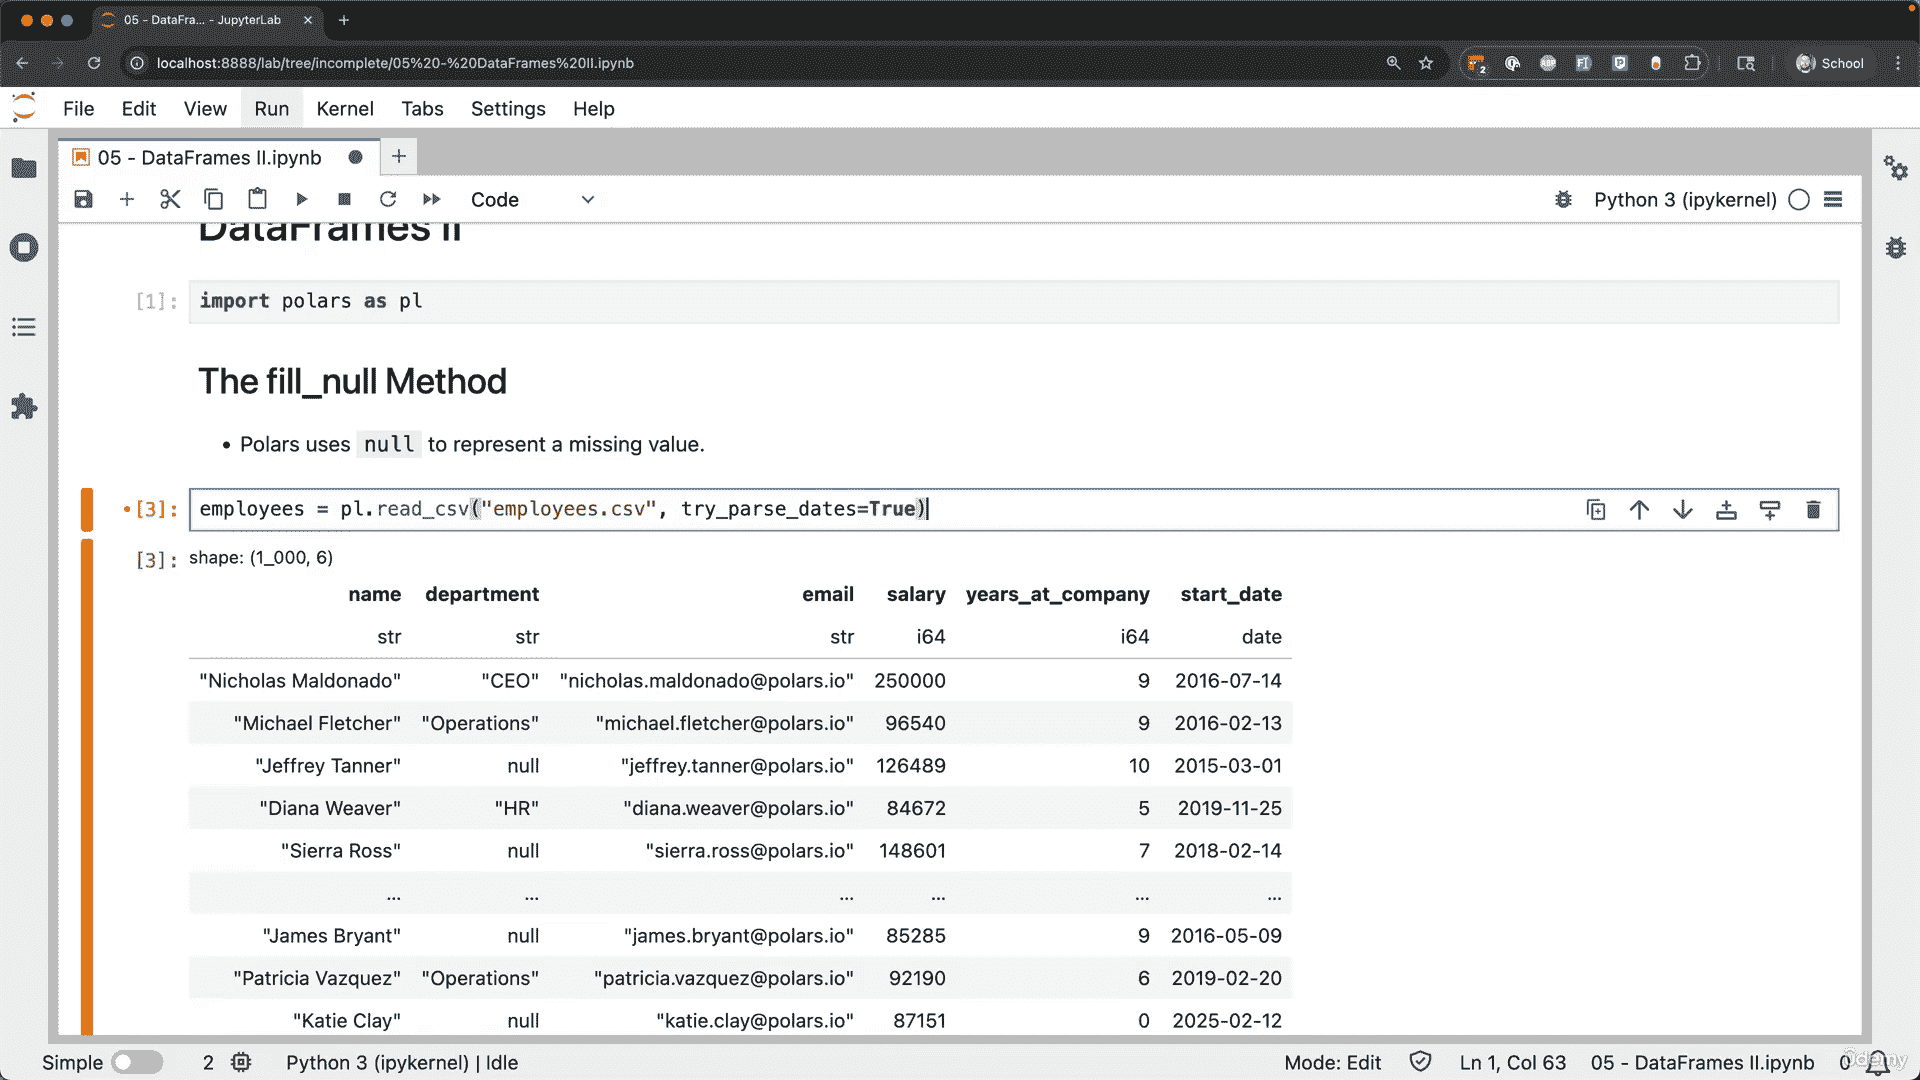 05 - DataFra... - JupyterLab
localhost:8888/lab/tree/incomplete/05%20-%20DataFrames%20II.ipynb
2
ABP
School
File Edit View Run Kernel Tabs Settings Help
05 - DataFrames II.ipynb
Code
Python 3 (ipykernel)
DataFrames II
[1]: import polars as pl
The fill_null Method
• Polars uses null to represent a missing value.
[3]: employees = pl.read_csv("employees.csv", try_parse_dates=True)
[3]: shape: (1_000, 6)
name department email salary years_at_company start_date
str str str i64 i64 date
"Nicholas Maldonado" "CEO" "nicholas.maldonado@polars.io" 250000 9 2016-07-14
"Michael Fletcher" "Operations" "michael.fletcher@polars.io" 96540 9 2016-02-13
"Jeffrey Tanner" null "jeffrey.tanner@polars.io" 126489 10 2015-03-01
"Diana Weaver" "HR" "diana.weaver@polars.io" 84672 5 2019-11-25
"Sierra Ross" null "sierra.ross@polars.io" 148601 7 2018-02-14
... ... ... ... ... ...
"James Bryant" null "james.bryant@polars.io" 85285 9 2016-05-09
"Patricia Vazquez" "Operations" "patricia.vazquez@polars.io" 92190 6 2019-02-20
"Katie Clay" null "katie.clay@polars.io" 87151 0 2025-02-12
Simple 2 Python 3 (ipykernel) | Idle Mode: Edit Ln 1, Col 63 05 - DataFrames II.ipynb 0